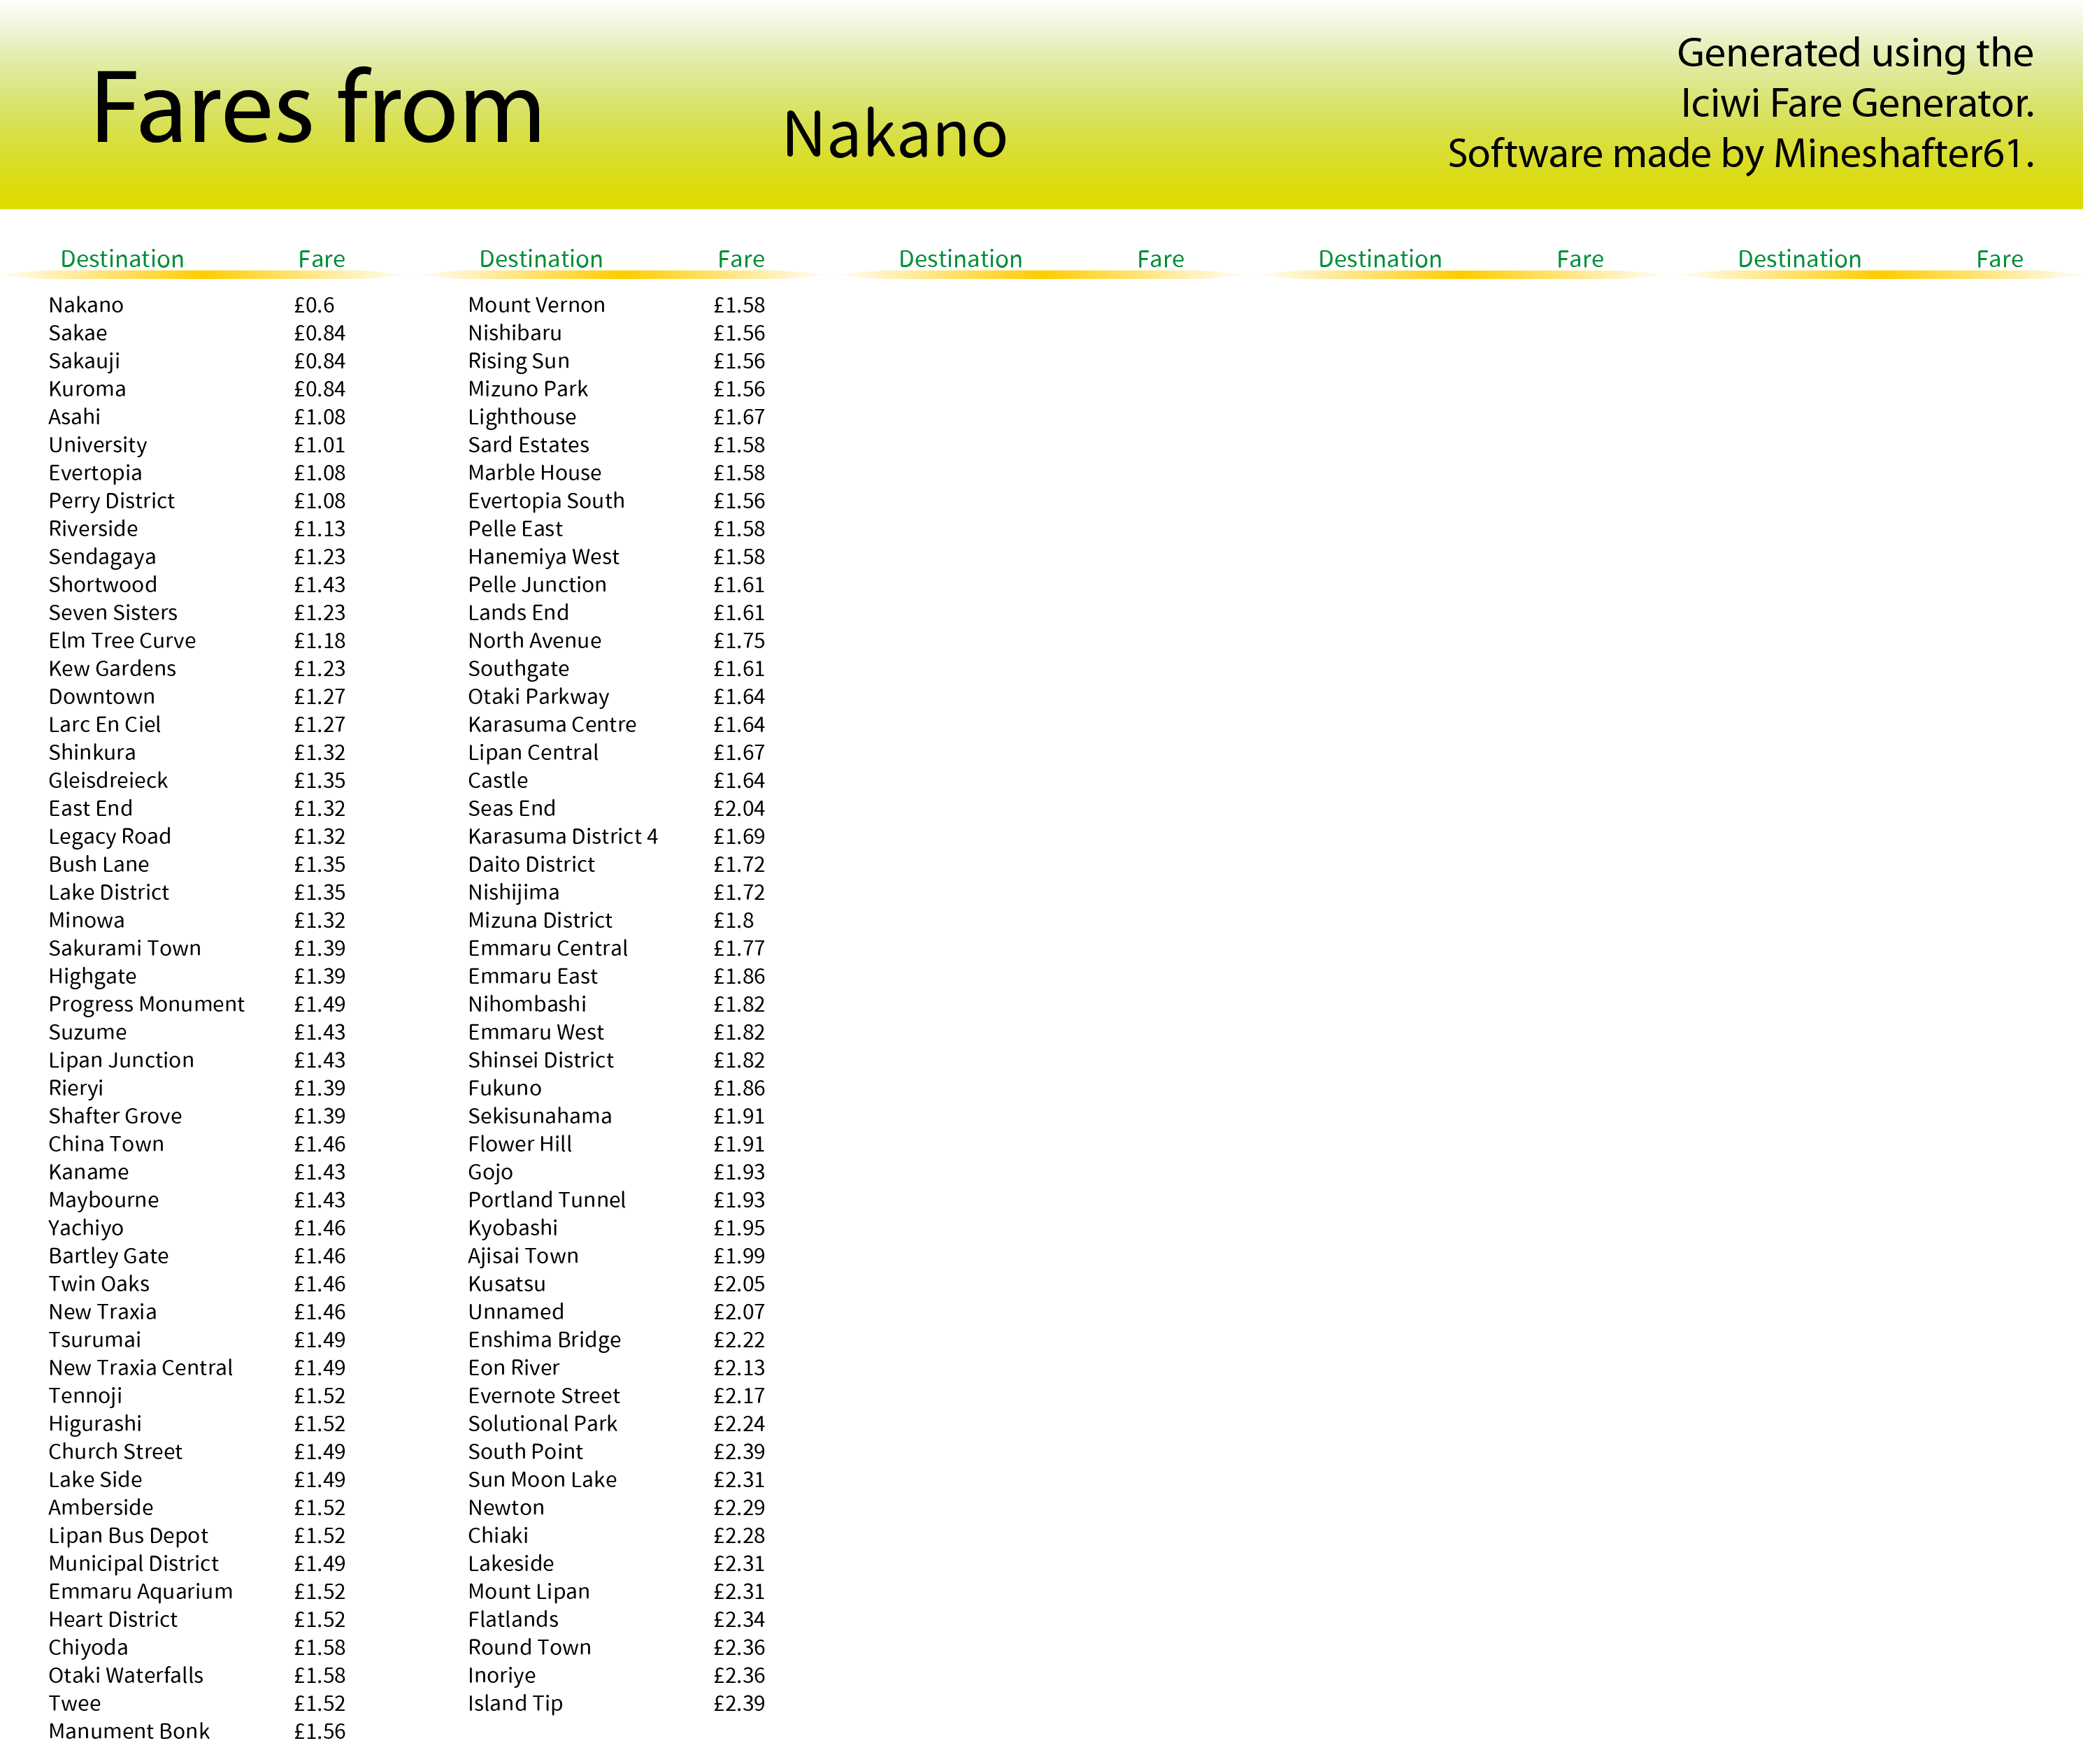 Fares from
Nakano
Generated using the
Iciwi Fare Generator.
Software made by Mineshafter61.
Destination Fare Destination Fare Destination Fare Destination Fare Destination Fare
Nakano £0.6
Sakae £0.84
Sakauji £0.84
Kuroma £0.84
Asahi £1.08
University £1.01
Evertopia £1.08
Perry District £1.08
Riverside £1.13
Sendagaya £1.23
Shortwood £1.43
Seven Sisters £1.23
Elm Tree Curve £1.18
Kew Gardens £1.23
Downtown £1.27
Larc En Ciel £1.27
Shinkura £1.32
Gleisdreieck £1.35
East End £1.32
Legacy Road £1.32
Bush Lane £1.35
Lake District £1.35
Minowa £1.32
Sakurami Town £1.39
Highgate £1.39
Progress Monument £1.49
Suzume £1.43
Lipan Junction £1.43
Rieryi £1.39
Shafter Grove £1.39
China Town £1.46
Kaname £1.43
Maybourne £1.43
Yachiyo £1.46
Bartley Gate £1.46
Twin Oaks £1.46
New Traxia £1.46
Tsurumai £1.49
New Traxia Central £1.49
Tennoji £1.52
Higurashi £1.52
Church Street £1.49
Lake Side £1.49
Amberside £1.52
Lipan Bus Depot £1.52
Municipal District £1.49
Emmaru Aquarium £1.52
Heart District £1.52
Chiyoda £1.58
Otaki Waterfalls £1.58
Twee £1.52
Manument Bonk £1.56
Mount Vernon £1.58
Nishibaru £1.56
Rising Sun £1.56
Mizuno Park £1.56
Lighthouse £1.67
Sard Estates £1.58
Marble House £1.58
Evertopia South £1.56
Pelle East £1.58
Hanemiya West £1.58
Pelle Junction £1.61
Lands End £1.61
North Avenue £1.75
Southgate £1.61
Otaki Parkway £1.64
Karasuma Centre £1.64
Lipan Central £1.67
Castle £1.64
Seas End £2.04
Karasuma District 4 £1.69
Daito District £1.72
Nishijima £1.72
Mizuna District £1.8
Emmaru Central £1.77
Emmaru East £1.86
Nihombashi £1.82
Emmaru West £1.82
Shinsei District £1.82
Fukuno £1.86
Sekisunahama £1.91
Flower Hill £1.91
Gojo £1.93
Portland Tunnel £1.93
Kyobashi £1.95
Ajisai Town £1.99
Kusatsu £2.05
Unnamed £2.07
Enshima Bridge £2.22
Eon River £2.13
Evernote Street £2.17
Solutional Park £2.24
South Point £2.39
Sun Moon Lake £2.31
Newton £2.29
Chiaki £2.28
Lakeside £2.31
Mount Lipan £2.31
Flatlands £2.34
Round Town £2.36
Inoriye £2.36
Island Tip £2.39